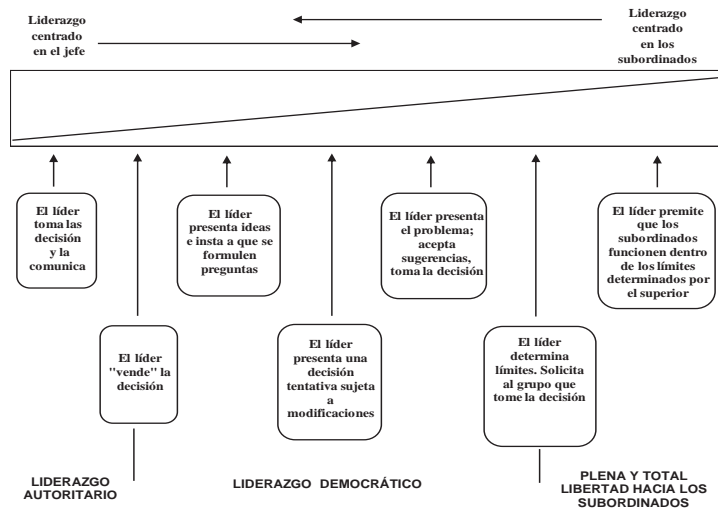 Liderazgo
centrado
en el jefe
Liderazgo
centrado
en los
subordinados
El líder
toma las
decisión
y la
comunica
El líder
presenta ideas
e insta a que se
formulen
preguntas
El líder presenta
el problema;
acepta
sugerencias,
toma la decisión
El líder premite
que los
subordinados
funcionen dentro
de los límites
determinados por
el superior
El líder
"vende" la
decisión
El líder
presenta una
decisión
tentativa sujeta
a
modificaciones
El líder
determina
límites. Solicita
al grupo que
tome la decisión
LIDERAZGO
AUTORITARIO
LIDERAZGO DEMOCRÁTICO
PLENA Y TOTAL
LIBERTAD HACIA LOS
SUBORDINADOS